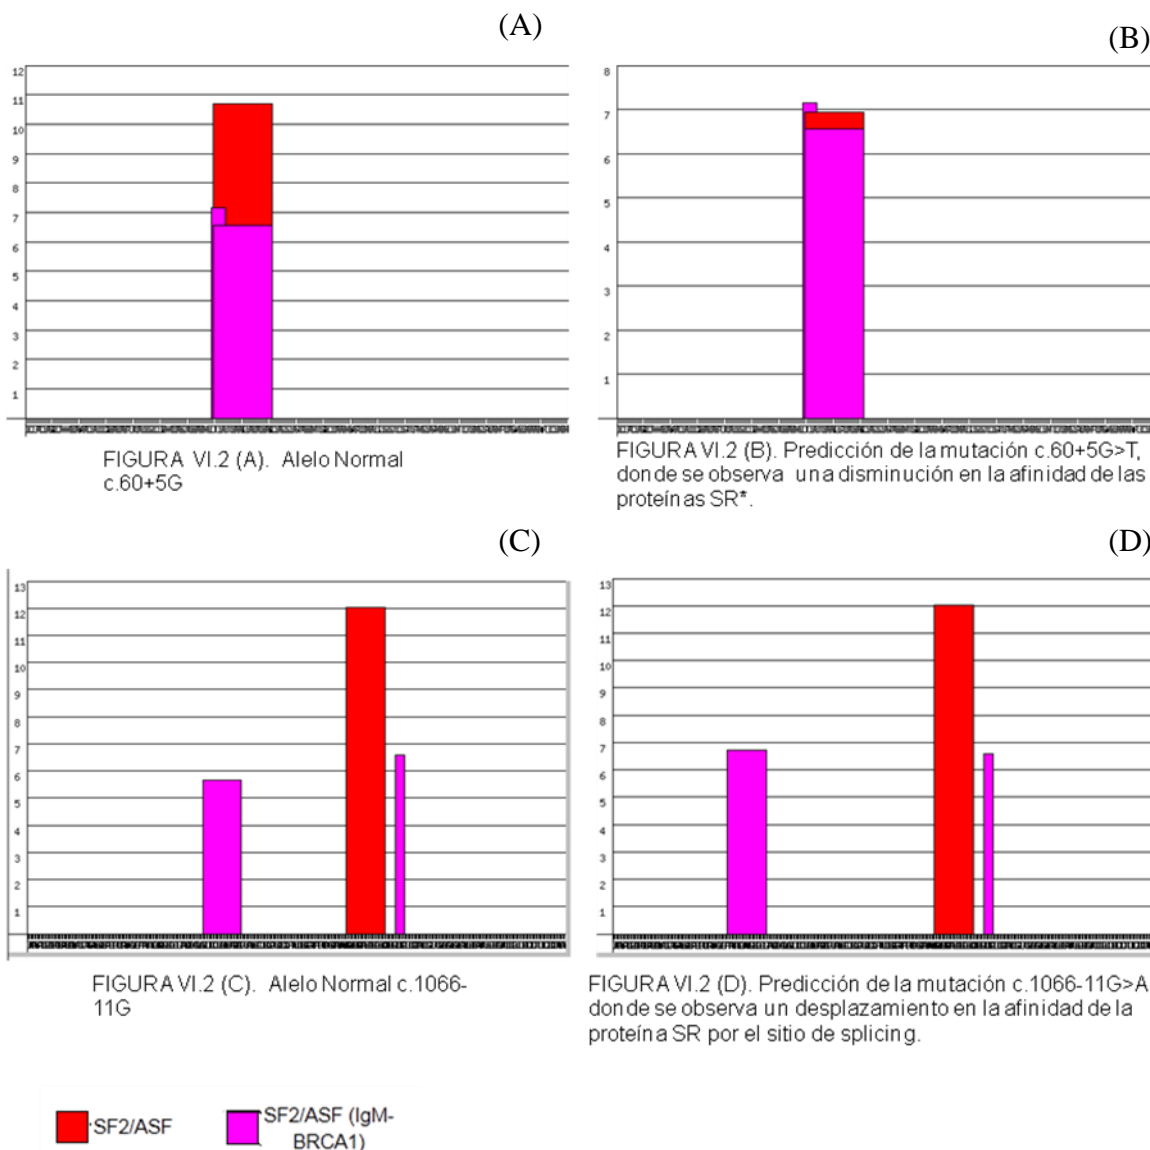 (A)
(B)
12
11
10
9
8
7
6
5
4
3
2
1
8
7
6
5
4
3
2
1
FIGURA VI.2 (A). Alelo Normal
c.60+5G
FIGURA VI.2 (B). Predicción de la mutación c.60+5G>T,
donde se observa una disminución en la afinidad de las
proteínas SR*.
(C)
(D)
13
12
11
10
9
8
7
6
5
4
3
2
1
13
12
11
10
9
8
7
6
5
4
3
2
1
FIGURA VI.2 (C). Alelo Normal c.1066-
11G
FIGURA VI.2 (D). Predicción de la mutación c.1066-11G>A
donde se observa un desplazamiento en la afinidad de la
proteína SR por el sitio de splicing.
SF2/ASF
SF2/ASF (IgM-
BRCA1)